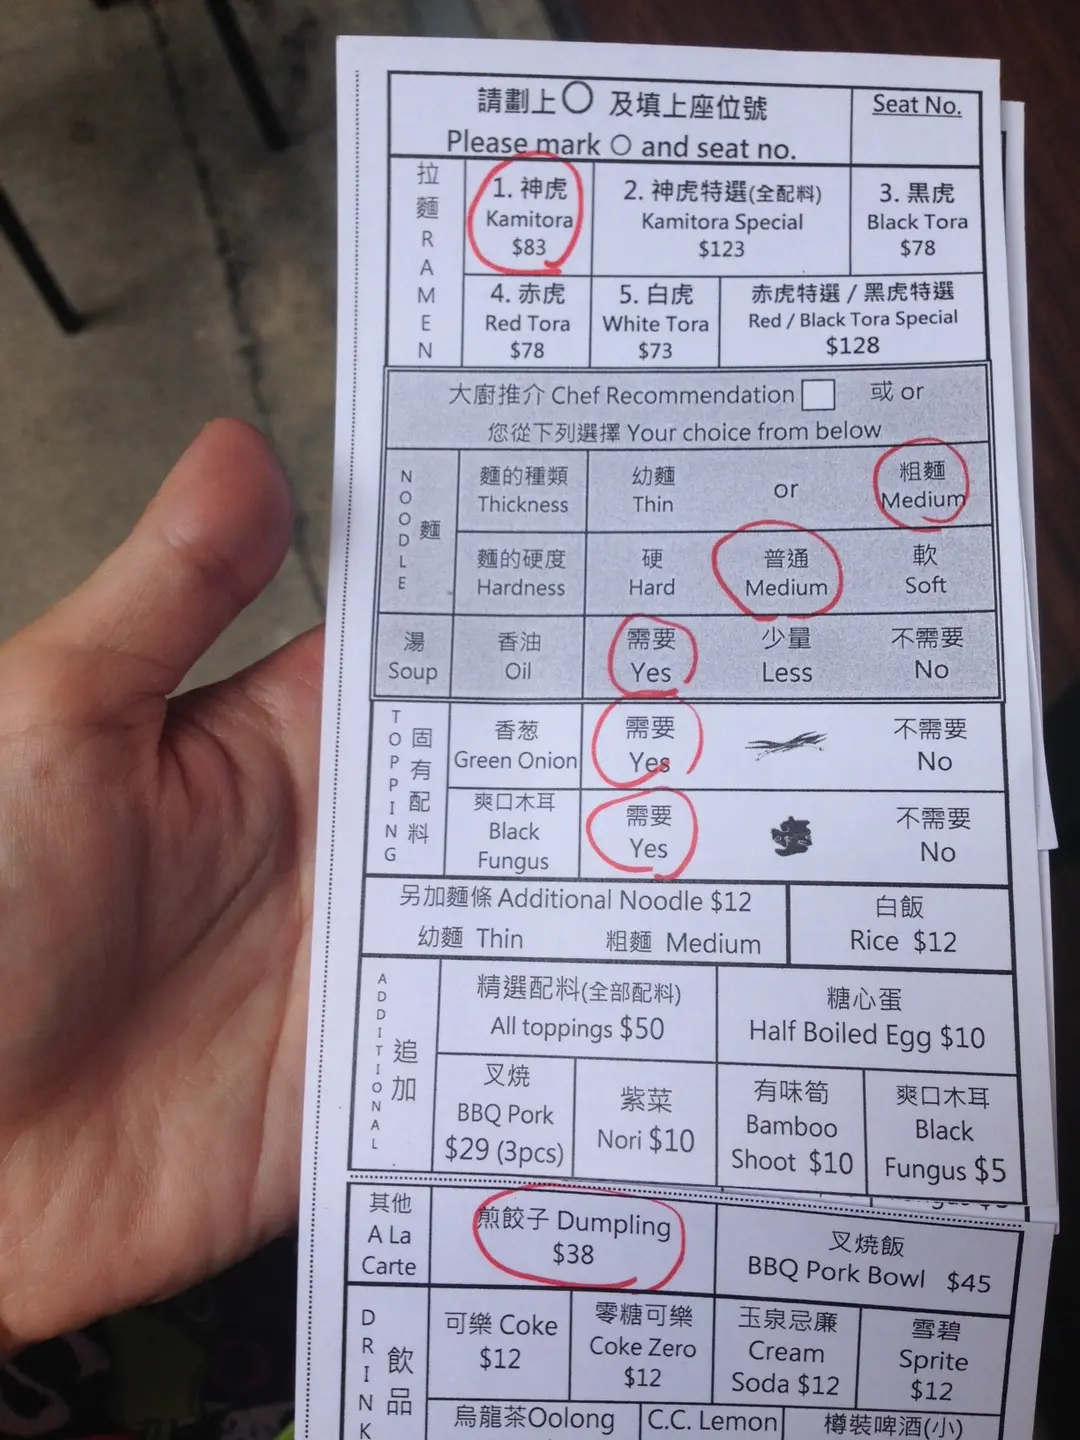 請劃上○ 及填上座位號
Please mark ○ and seat no.
Seat No.
拉麵 RAMEN
1. 神虎
Kamitora
$83
2. 神虎特選(全配料)
Kamitora Special
$123
3. 黒虎
Black Tora
$78
4. 赤虎
Red Tora
$78
5. 白虎
White Tora
$73
赤虎特選 / 黒虎特選
Red / Black Tora Special
$128
大廚推介 Chef Recommendation 或 or
您從下列選擇 Your choice from below
NOODLE 麵
麵的種類
Thickness
幼麵
Thin
or
粗麵
Medium
麵的硬度
Hardness
硬
Hard
普通
Medium
軟
Soft
湯
Soup
香油
Oil
需要
Yes
少量
Less
不需要
No
TOPPING 固有配料
香葱
Green Onion
需要
Yes
不需要
No
爽口木耳
Black
Fungus
需要
Yes
不需要
No
另加麵條 Additional Noodle $12
幼麵 Thin 粗麵 Medium
白飯
Rice $12
ADDITIONAL 追加
精選配料(全部配料)
All toppings $50
糖心蛋
Half Boiled Egg $10
叉燒
BBQ Pork
$29 (3pcs)
紫菜
Nori $10
有味筍
Bamboo
Shoot $10
爽口木耳
Black
Fungus $5
其他
A La
Carte
煎餃子 Dumpling
$38
叉燒飯
BBQ Pork Bowl $45
DRINK 飲品
可樂 Coke
$12
零糖可樂
Coke Zero
$12
玉泉忌廉
Cream
Soda $12
雪碧
Sprite
$12
烏龍茶Oolong
C.C. Lemon
樽裝啤酒(小)